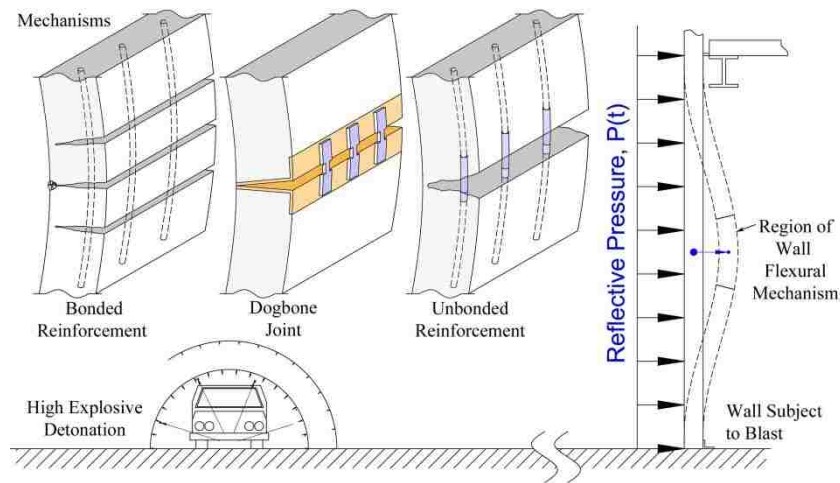 Mechanisms
Bonded
Reinforcement
Dogbone
Joint
Unbonded
Reinforcement
Reflective Pressure, P(t)
Region of
Wall
Flexural
Mechanism
High Explosive
Detonation
Wall Subject
to Blast